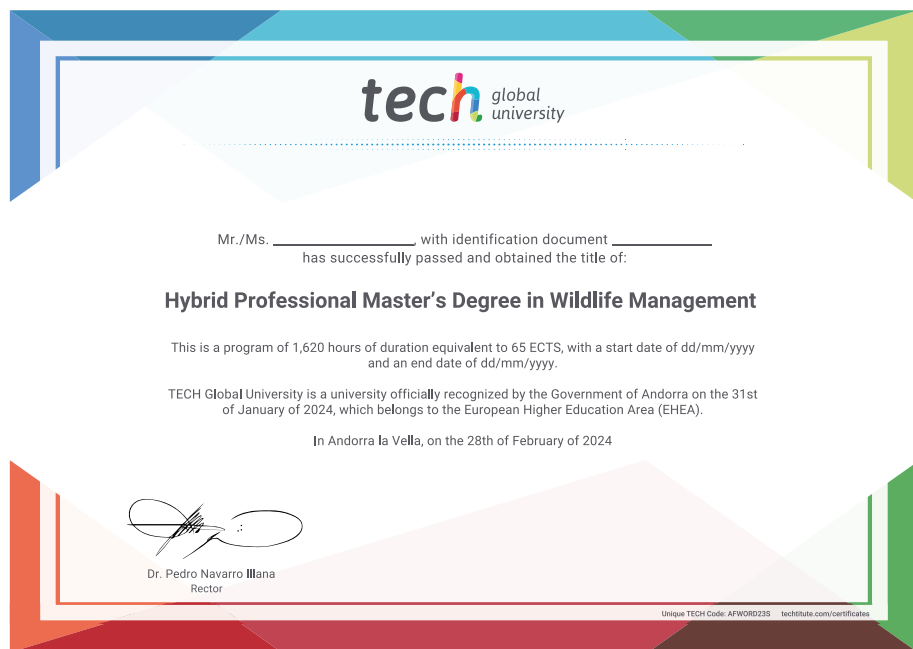 tech global
university
Mr./Ms. ________________, with identification document ____________
has successfully passed and obtained the title of:
Hybrid Professional Master's Degree in Wildlife Management
This is a program of 1,620 hours of duration equivalent to 65 ECTS, with a start date of dd/mm/yyyy
and an end date of dd/mm/yyyy.
TECH Global University is a university officially recognized by the Government of Andorra on the 31st
of January of 2024, which belongs to the European Higher Education Area (EHEA).
In Andorra la Vella, on the 28th of February of 2024
Dr. Pedro Navarro Illana
Rector
Unique TECH Code: AFWORD23S techtitute.com/certificates